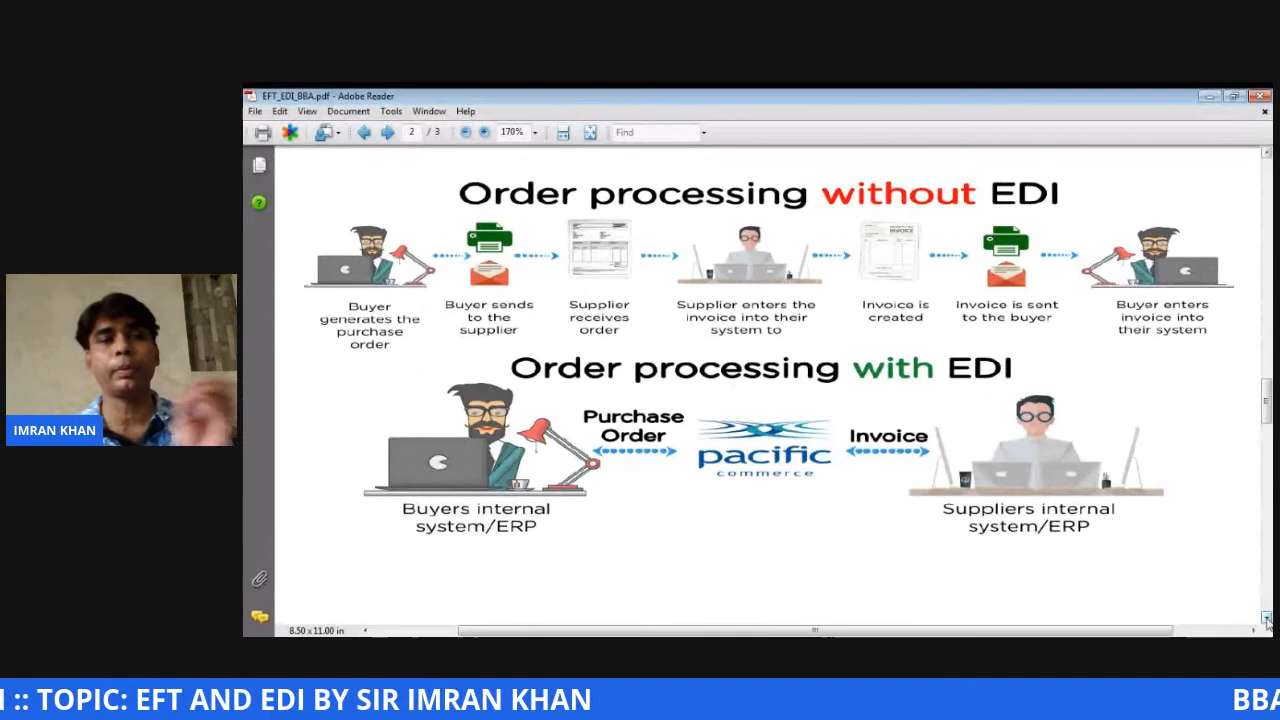 EFT_EDI_BBA.pdf - Adobe Reader
File Edit View Document Tools Window Help
2 / 3 170% Find
Order processing without EDI
Buyer generates the purchase order
Buyer sends to the supplier
Supplier receives order
Supplier enters the invoice into their system to
INVOICE
Invoice is created
Invoice is sent to the buyer
Buyer enters invoice into their system
Order processing with EDI
Purchase Order
pacific
commerce
Invoice
Buyers internal system/ERP
Suppliers internal system/ERP
IMRAN KHAN
8.50 x 11.00 in
:: TOPIC: EFT AND EDI BY SIR IMRAN KHAN
BBA